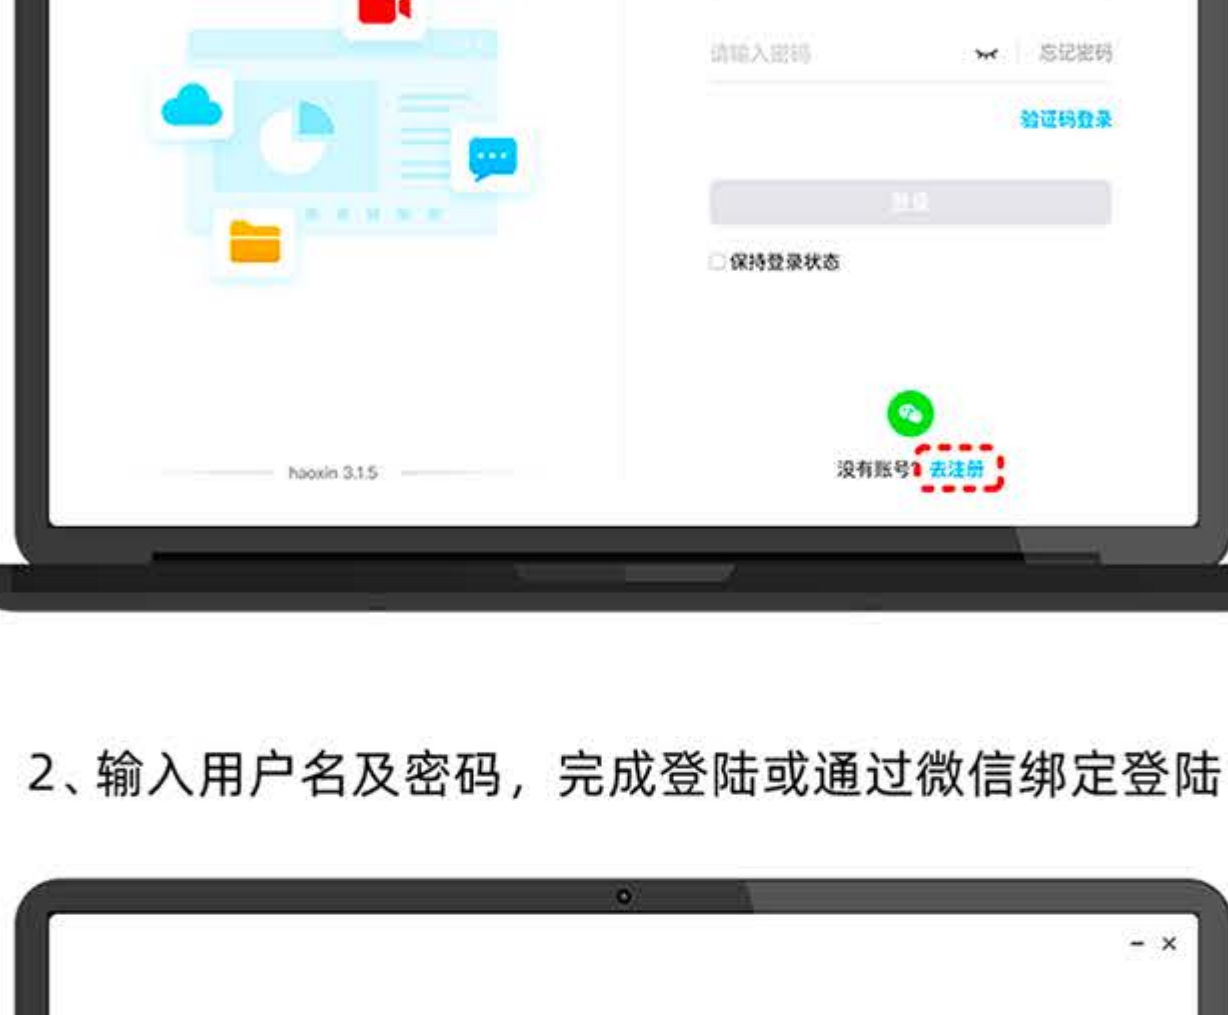 请输入密码 忘记密码
验证码登录
登录
保持登录状态
haoxin 3.1.5
没有账号? 去注册
2、输入用户名及密码，完成登陆或通过微信绑定登陆